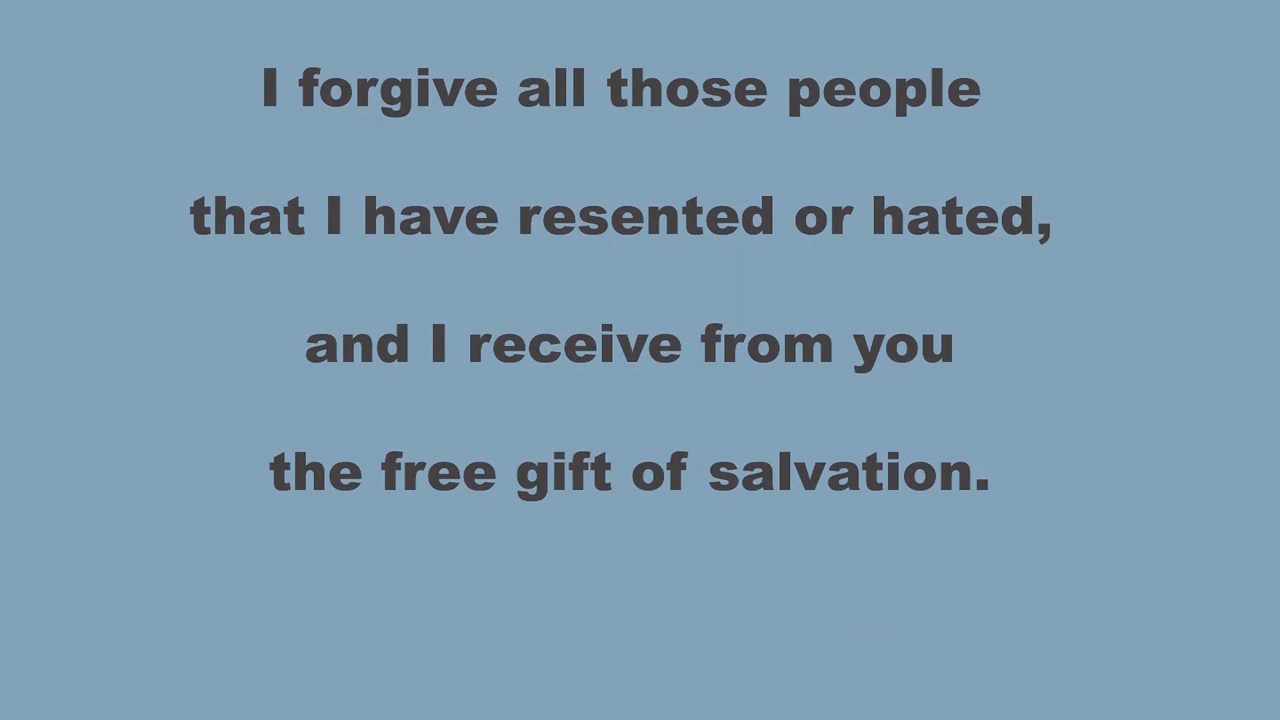 I forgive all those people
that I have resented or hated,
and I receive from you
the free gift of salvation.